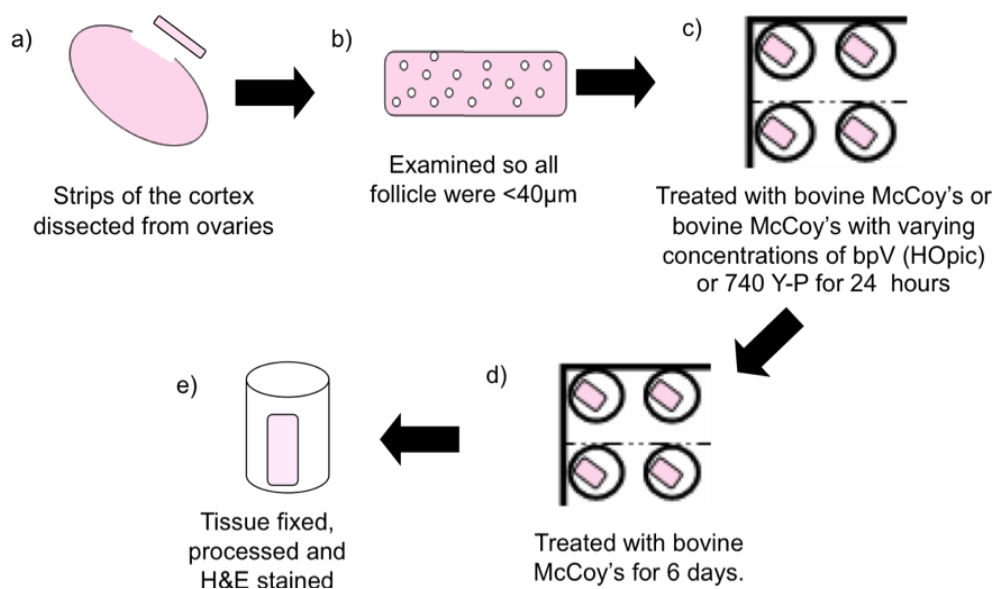 a)
Strips of the cortex
dissected from ovaries
b)
Examined so all
follicle were <40μm
c)
Treated with bovine McCoy's or
bovine McCoy's with varying
concentrations of bpV (HOpic)
or 740 Y-P for 24 hours
d)
Treated with bovine
McCoy's for 6 days.
e)
Tissue fixed,
processed and
H&E stained